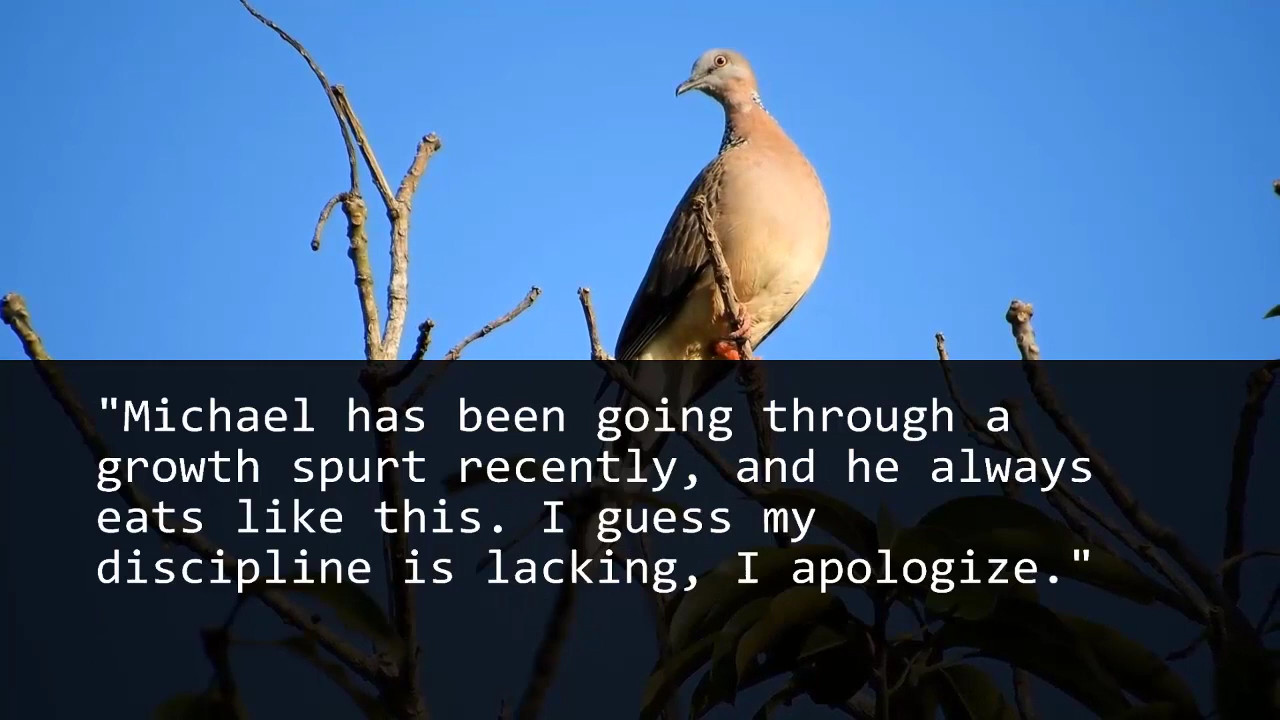 "Michael has been going through a
growth spurt recently, and he always
eats like this. I guess my
discipline is lacking, I apologize."